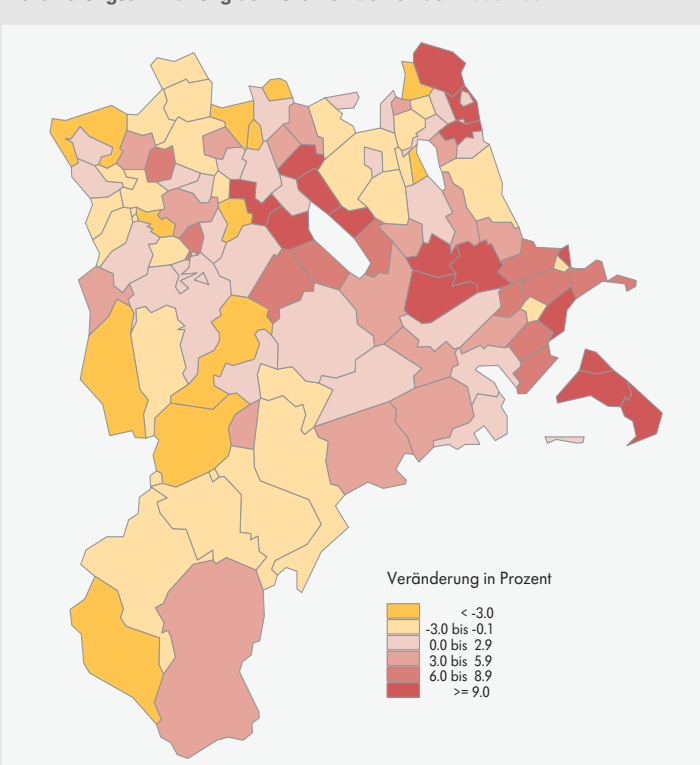 Veränderung in Prozent
< -3.0
-3.0 bis -0.1
0.0 bis 2.9
3.0 bis 5.9
6.0 bis 8.9
>= 9.0